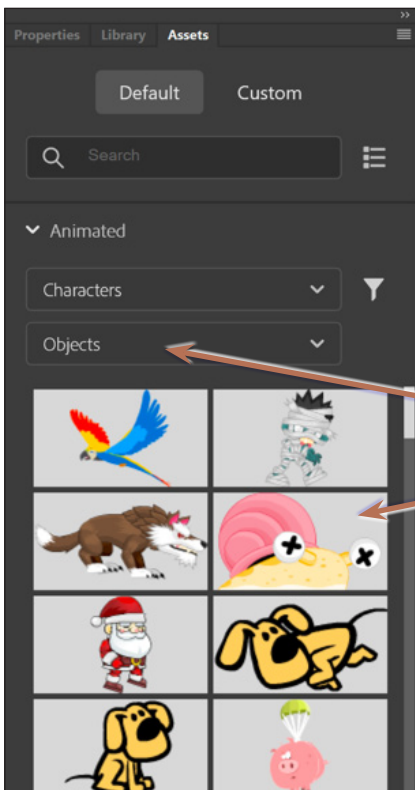 Properties Library Assets
Default Custom
Search
Animated
Characters
Objects